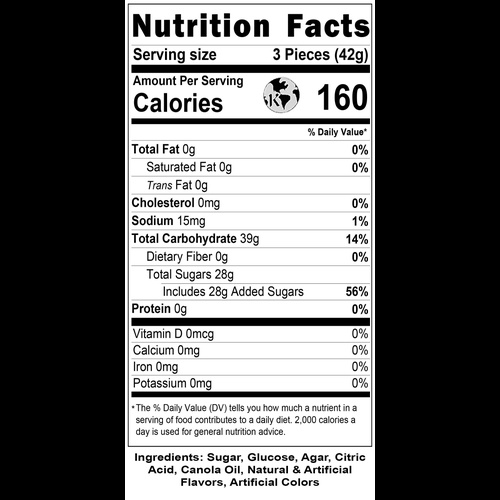 Nutrition Facts
Serving size 3 Pieces (42g)
Amount Per Serving
Calories K 160
% Daily Value*
Total Fat 0g 0%
Saturated Fat 0g 0%
Trans Fat 0g
Cholesterol 0mg 0%
Sodium 15mg 1%
Total Carbohydrate 39g 14%
Dietary Fiber 0g 0%
Total Sugars 28g
Includes 28g Added Sugars 56%
Protein 0g 0%
Vitamin D 0mcg 0%
Calcium 0mg 0%
Iron 0mg 0%
Potassium 0mg 0%
*The % Daily Value (DV) tells you how much a nutrient in a
serving of food contributes to a daily diet. 2,000 calories a
day is used for general nutrition advice.
Ingredients: Sugar, Glucose, Agar, Citric
Acid, Canola Oil, Natural & Artificial
Flavors, Artificial Colors